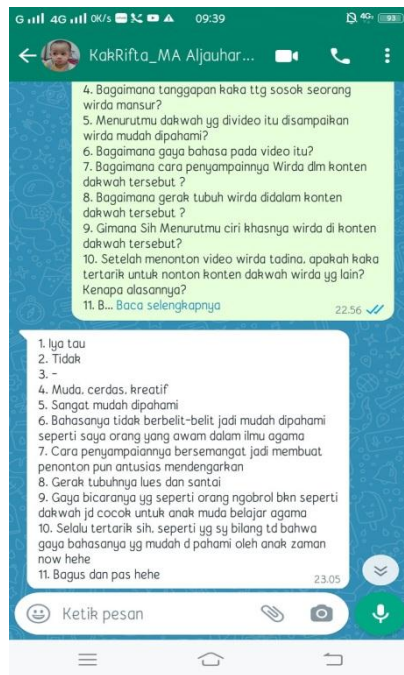 4G 0K/s 09:39 4G 93
KakRifta_MA Aljauhar...
4. Bagaimana tanggapan kaka ttg sosok seorang
wirda mansur?
5. Menurutmu dakwah yg divideo itu disampaikan
wirda mudah dipahami?
6. Bagaimana gaya bahasa pada video itu?
7. Bagaimana cara penyampainnya Wirda dlm konten
dakwah tersebut ?
8. Bagaimana gerak tubuh wirda didalam konten
dakwah tersebut ?
9. Gimana Sih Menurutmu ciri khasnya wirda di konten
dakwah tersebut?
10. Setelah menonton video wirda tadina, apakah kaka
tertarik untuk nonton konten dakwah wirda yg lain?
Kenapa alasannya?
11. B... Baca selengkapnya
22.56
1. Iya tau
2. Tidak
3. -
4. Muda, cerdas, kreatif
5. Sangat mudah dipahami
6. Bahasanya tidak berbelit-belit jadi mudah dipahami
seperti saya orang yang awam dalam ilmu agama
7. Cara penyampaiannya bersemangat jadi membuat
penonton pun antusias mendengarkan
8. Gerak tubuhnya lues dan santai
9. Gaya bicaranya yg seperti orang ngobrol bkn seperti
dakwah jd cocok untuk anak muda belajar agama
10. Selalu tertarik sih, seperti yg sy bilang td bahwa
gaya bahasanya yg mudah d pahami oleh anak zaman
now hehe
11. Bagus dan pas hehe
23.05
Ketik pesan